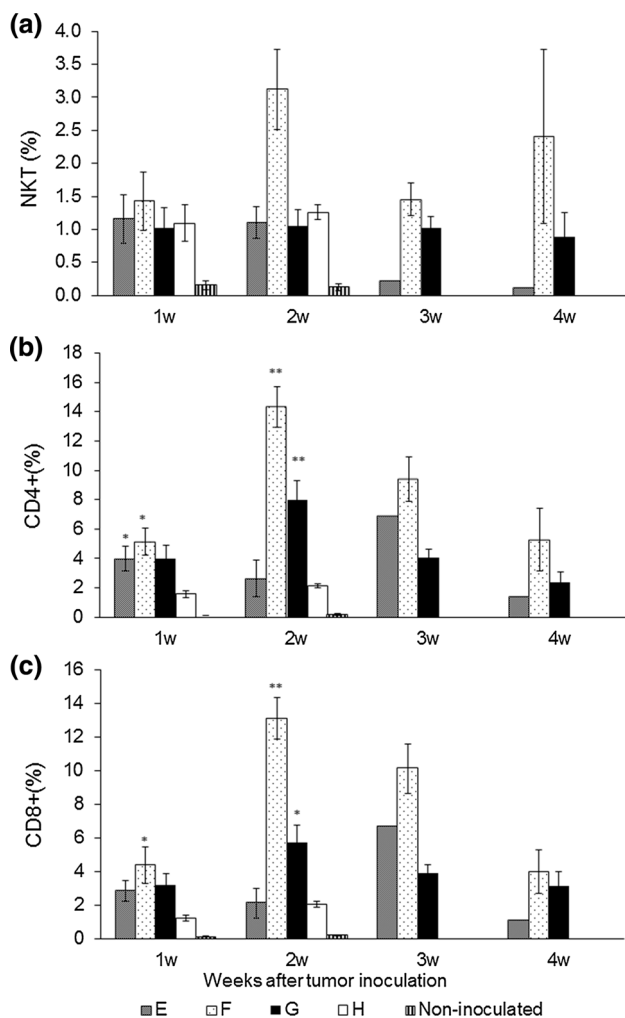 (a)
NKT (%)
4.0
3.5
3.0
2.5
2.0
1.5
1.0
0.5
0.0
1w 2w 3w 4w
(b)
CD4+(%)
18
16
14
12
10
8
6
4
2
0
* * ** **
1w 2w 3w 4w
(c)
CD8+(%)
16
14
12
10
8
6
4
2
0
* ** *
1w 2w 3w 4w
Weeks after tumor inoculation
E F G H Non-inoculated